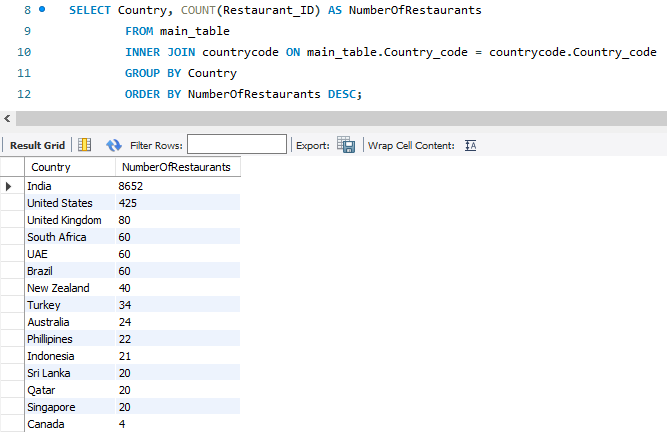 8 SELECT Country, COUNT(Restaurant_ID) AS NumberOfRestaurants
9 FROM main_table
10 INNER JOIN countrycode ON main_table.Country_code = countrycode.Country_code
11 GROUP BY Country
12 ORDER BY NumberOfRestaurants DESC;
Result Grid Filter Rows: Export: Wrap Cell Content: IA
Country NumberOfRestaurants
India 8652
United States 425
United Kingdom 80
South Africa 60
UAE 60
Brazil 60
New Zealand 40
Turkey 34
Australia 24
Phillipines 22
Indonesia 21
Sri Lanka 20
Qatar 20
Singapore 20
Canada 4